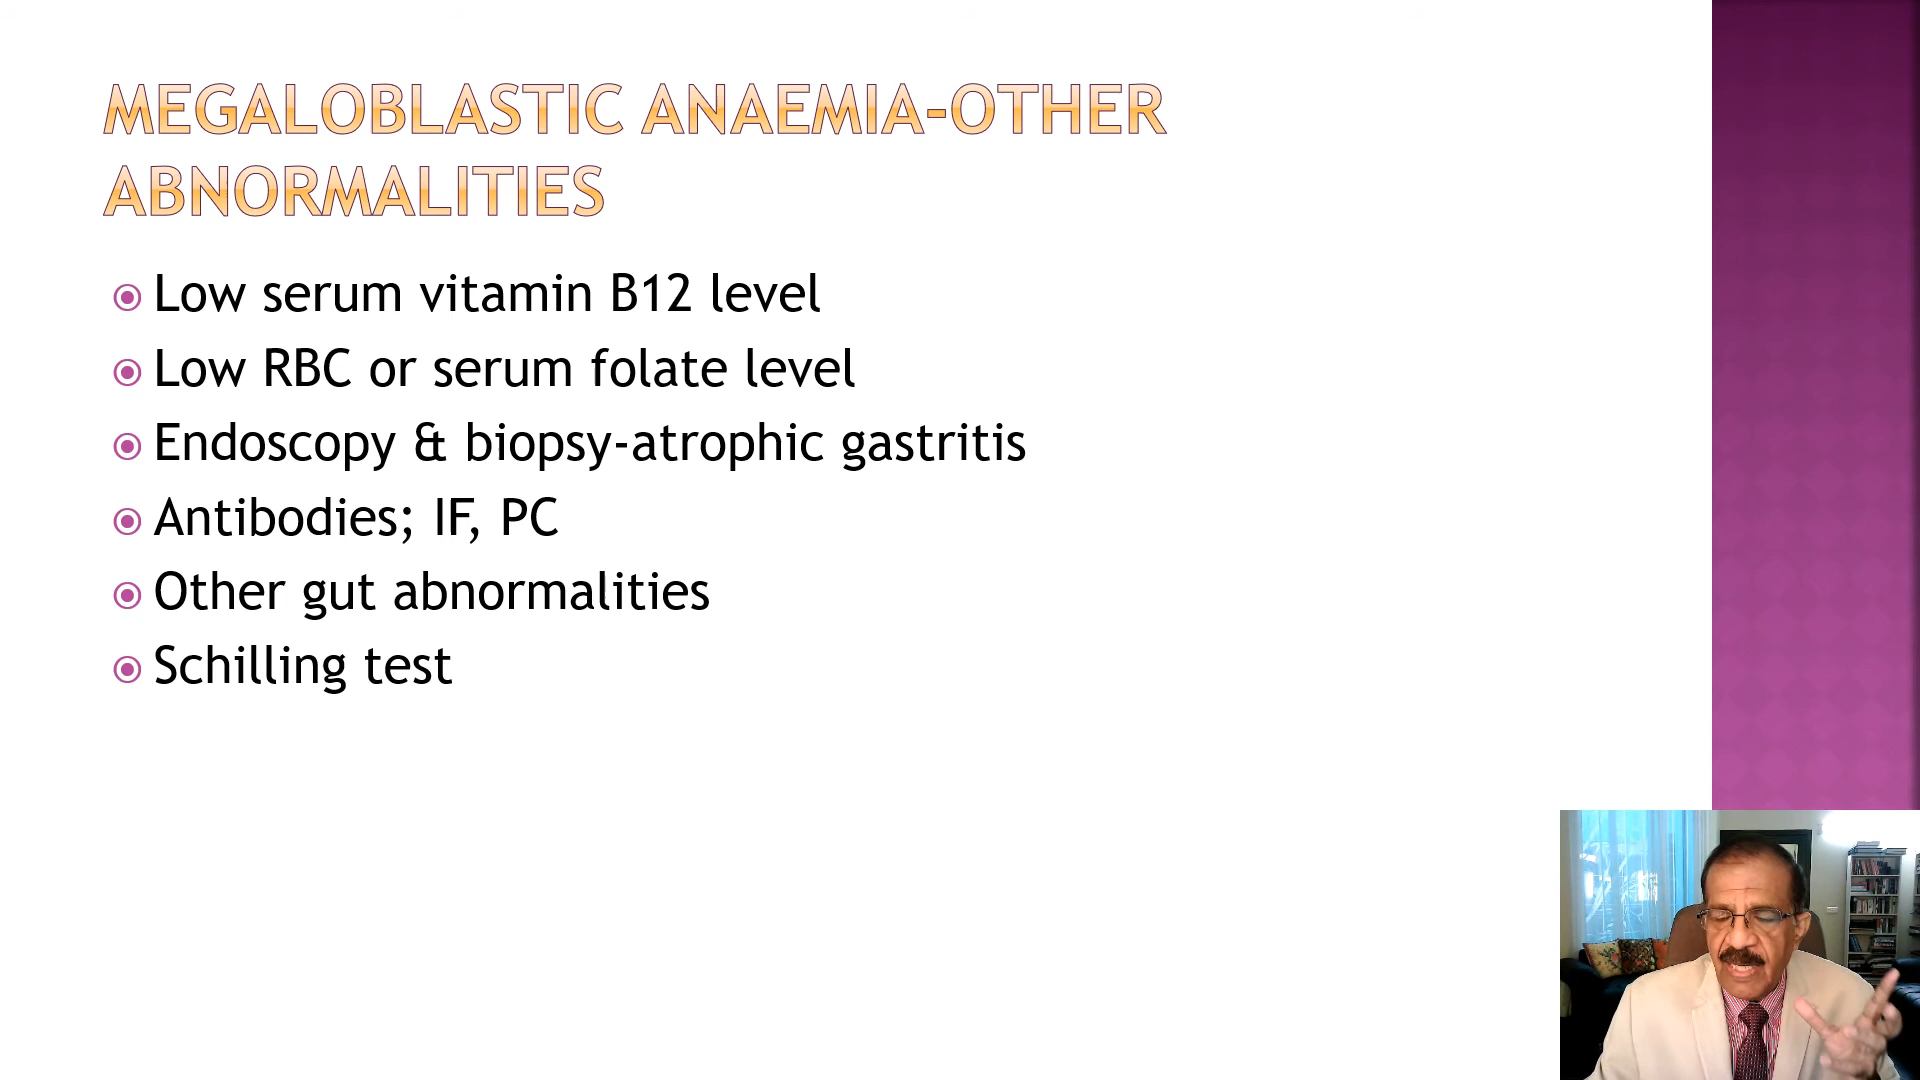 MEGALOBLASTIC ANAEMIA-OTHER
ABNORMALITIES
Low serum vitamin B12 level
Low RBC or serum folate level
Endoscopy & biopsy-atrophic gastritis
Antibodies; IF, PC
Other gut abnormalities
Schilling test